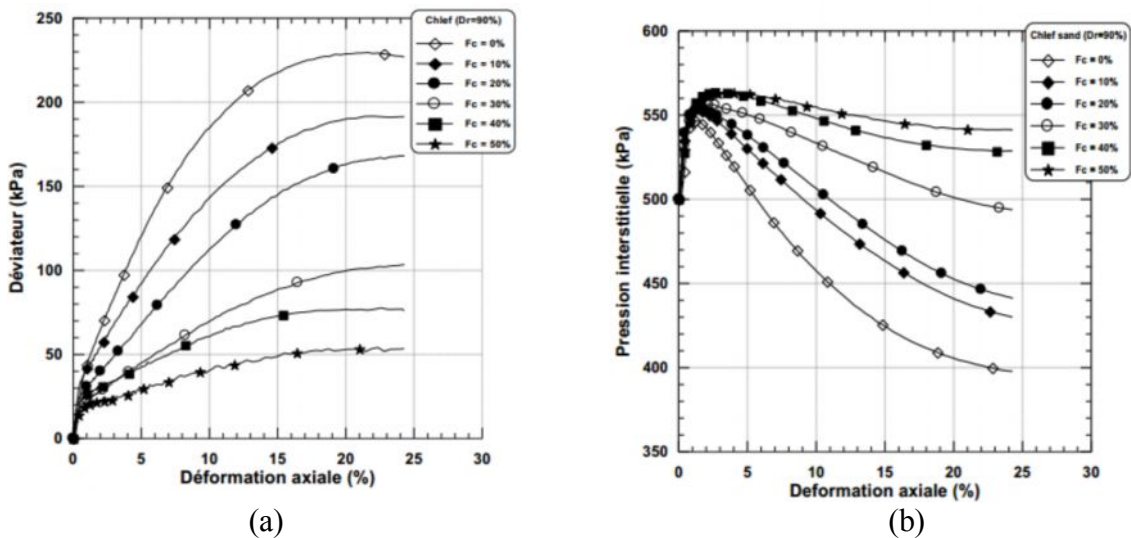 250
200
150
100
50
0
Déviateur (kPa)
Chlef (Dr=90%)
Fc = 0%
Fc = 10%
Fc = 20%
Fc = 30%
Fc = 40%
Fc = 50%
0 5 10 15 20 25 30
Déformation axiale (%)
(a)
600
550
500
450
400
350
Pression interstitielle (kPa)
Chlef sand (Dr=90%)
Fc = 0%
Fc = 10%
Fc = 20%
Fc = 30%
Fc = 40%
Fc = 50%
0 5 10 15 20 25 30
Deformation axiale (%)
(b)